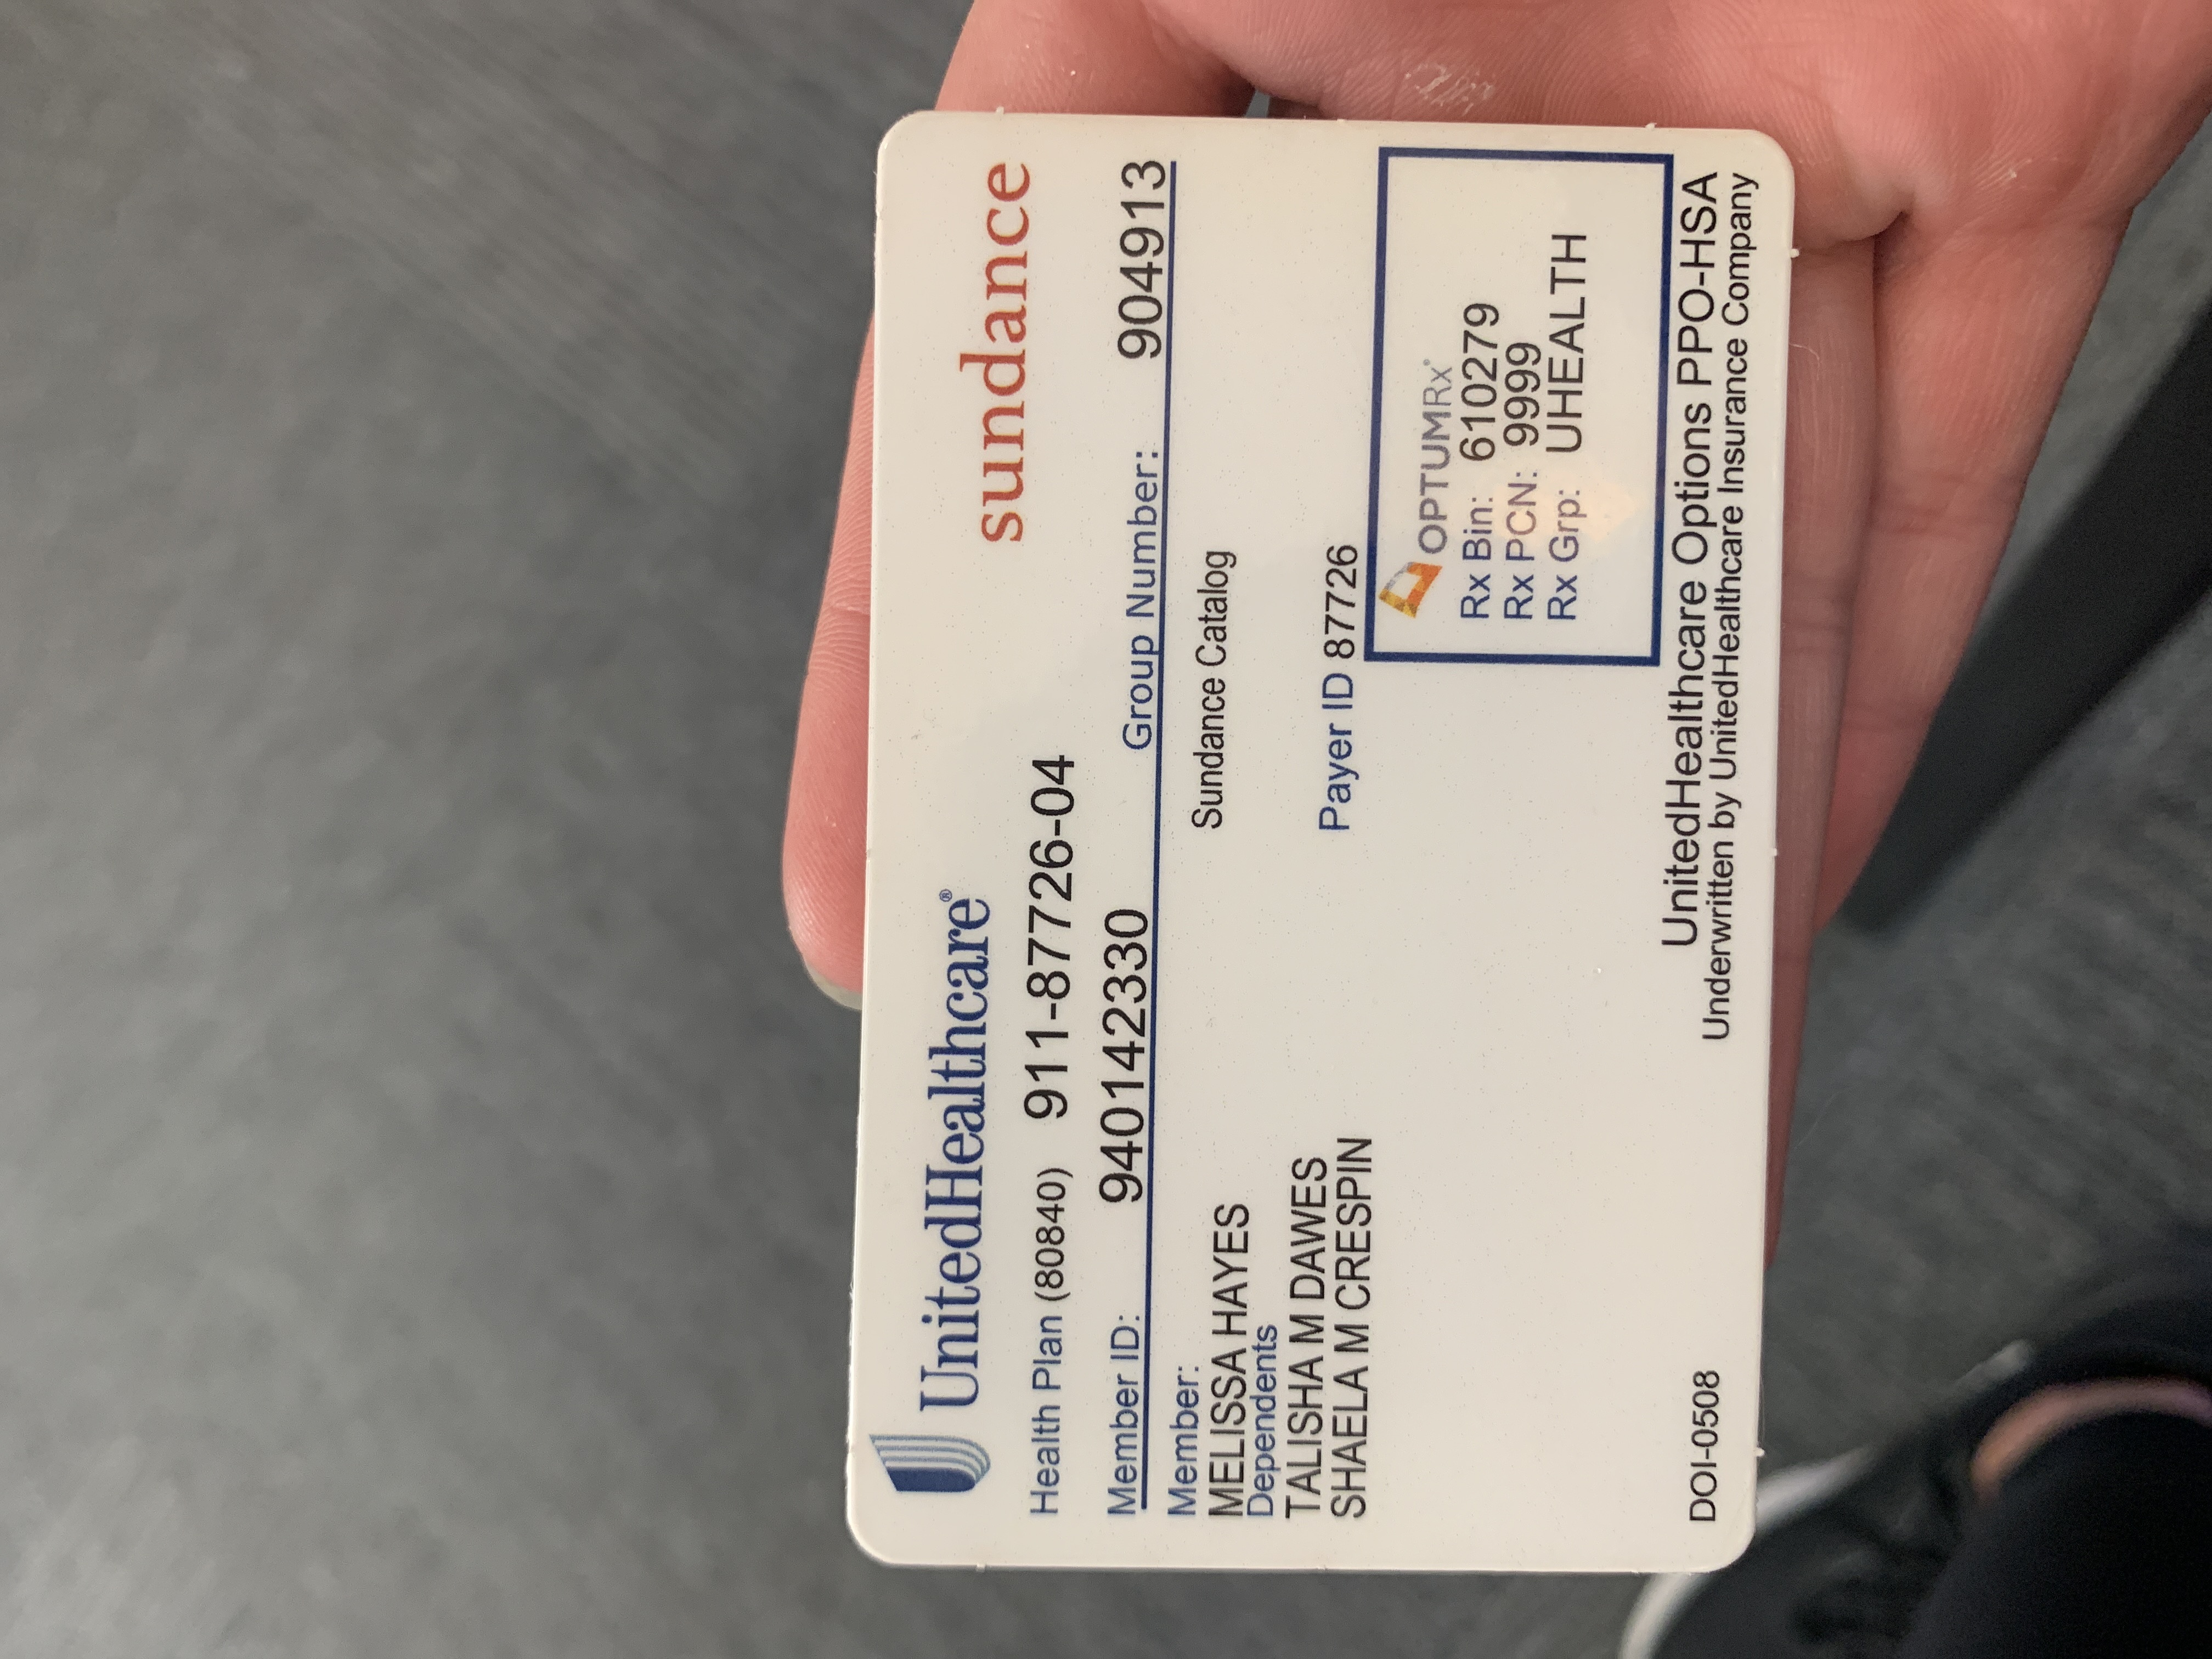 UnitedHealthcare®
sundance
Health Plan (80840) 911-87726-04
Member ID: 940142330 Group Number: 904913
Member:
MELISSA HAYES
Dependents
TALISHA M DAWES
SHAELA M CRESPIN
Sundance Catalog
Payer ID 87726
OPTUMRx®
Rx Bin: 610279
Rx PCN: 9999
Rx Grp: UHEALTH
DOI-0508
UnitedHealthcare Options PPO-HSA
Underwritten by UnitedHealthcare Insurance Company